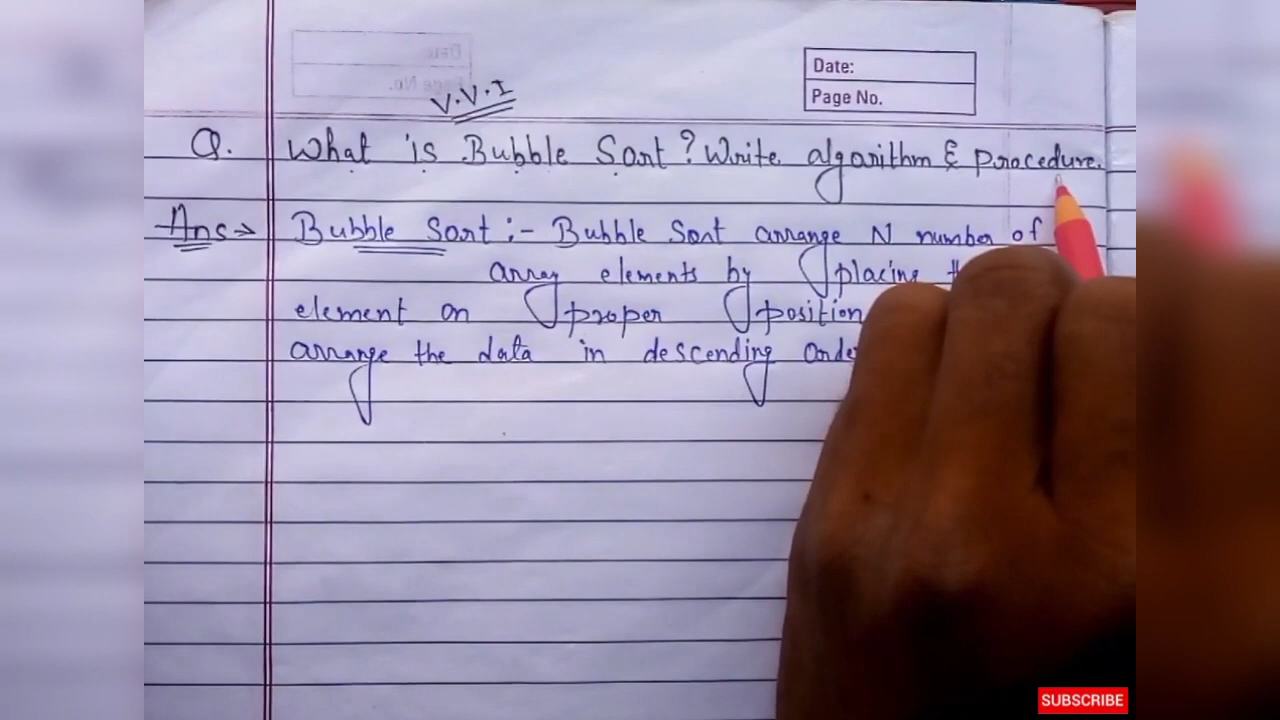 Date:
Page No.
V.V.I
Q. What is Bubble Sort? Write algorithm & procedure.
Ans → Bubble Sort :- Bubble Sort arrange N number of
array elements by placing
element on proper position
arrange the data in descending
SUBSCRIBE